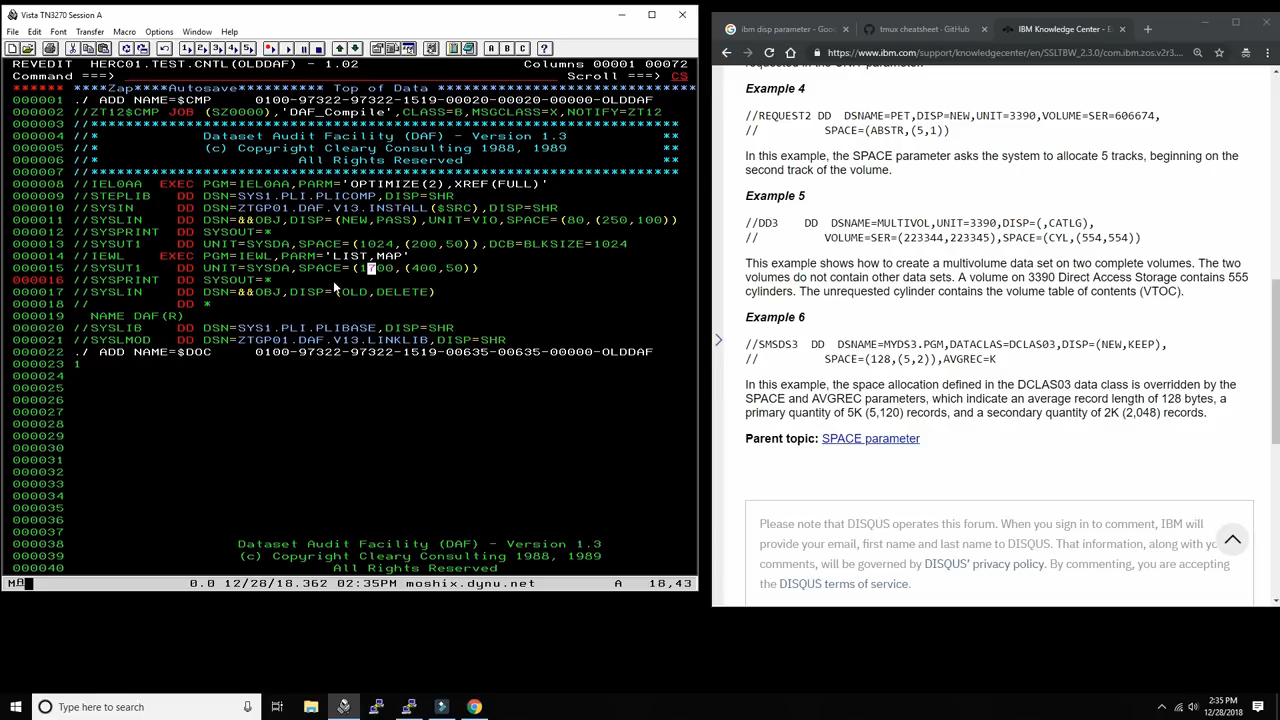 Vista TN3270 Session A
File Edit Font Transfer Macro Options Window Help
REVEDIT HERC01.TEST.CNTL(OLDDAF) - 1.02 Columns 00001 00072
Command ===> Scroll ===> CS
****** ****Zap****Autosave********** Top of Data *****************************
000001 ./ ADD NAME=$CMP 0100-97322-97322-1519-00020-00020-00000-OLDDAF
000002 //ZT12$CMP JOB (SZ0000),'DAF_Compile',CLASS=B,MSGCLASS=X,NOTIFY=ZT12
000003 //*********************************************************************
000004 //* Dataset Audit Facility (DAF) - Version 1.3 **
000005 //* (c) Copyright Cleary Consulting 1988, 1989 **
000006 //* All Rights Reserved **
000007 //*********************************************************************
000008 //IEL0AA EXEC PGM=IEL0AA,PARM='OPTIMIZE(2),XREF(FULL)'
000009 //STEPLIB DD DSN=SYS1.PLI.PLICOMP,DISP=SHR
000010 //SYSIN DD DSN=ZTGP01.DAF.V13.INSTALL($SRC),DISP=SHR
000011 //SYSLIN DD DSN=&&OBJ,DISP=(NEW,PASS),UNIT=VIO,SPACE=(80,(250,100))
000012 //SYSPRINT DD SYSOUT=*
000013 //SYSUT1 DD UNIT=SYSDA,SPACE=(1024,(200,50)),DCB=BLKSIZE=1024
000014 //IEWL EXEC PGM=IEWL,PARM='LIST,MAP'
000015 //SYSUT1 DD UNIT=SYSDA,SPACE=(1700,(400,50))
000016 //SYSPRINT DD SYSOUT=*
000017 //SYSLIN DD DSN=&&OBJ,DISP=(OLD,DELETE)
000018 // DD *
000019 NAME DAF(R)
000020 //SYSLIB DD DSN=SYS1.PLI.PLIBASE,DISP=SHR
000021 //SYSLMOD DD DSN=ZTGP01.DAF.V13.LINKLIB,DISP=SHR
000022 ./ ADD NAME=$DOC 0100-97322-97322-1519-00635-00635-00000-OLDDAF
000023 1
000024
000025
000026
000027
000028
000029
000030
000031
000032
000033
000034
000035
000036
000037
000038 Dataset Audit Facility (DAF) - Version 1.3
000039 (c) Copyright Cleary Consulting 1988, 1989
000040 All Rights Reserved
0.0 12/28/18.362 02:35PM moshix.dynu.net A 18,43
ibm disp parameter - Goo
tmux cheatsheet - GitHub
IBM Knowledge Center -
https://www.ibm.com/support/knowledgecenter/en/SSLTBW_2.3.0/com.ibm.zos.v2r3....
requested in the UNIT parameter.
Example 4
//REQUEST2 DD DSNAME=PET,DISP=NEW,UNIT=3390,VOLUME=SER=606674,
// SPACE=(ABSTR,(5,1))
In this example, the SPACE parameter asks the system to allocate 5 tracks, beginning on the
second track of the volume.
Example 5
//DD3 DD DSNAME=MULTIVOL,UNIT=3390,DISP=(,CATLG),
// VOLUME=SER=(223344,223345),SPACE=(CYL,(554,554))
This example shows how to create a multivolume data set on two complete volumes. The two
volumes do not contain other data sets. A volume on 3390 Direct Access Storage contains 555
cylinders. The unrequested cylinder contains the volume table of contents (VTOC).
Example 6
//SMSDS3 DD DSNAME=MYDS3.PGM,DATACLAS=DCLAS03,DISP=(NEW,KEEP),
// SPACE=(128,(5,2)),AVGREC=K
In this example, the space allocation defined in the DCLAS03 data class is overridden by the
SPACE and AVGREC parameters, which indicate an average record length of 128 bytes, a
primary quantity of 5K (5,120) records, and a secondary quantity of 2K (2,048) records.
Parent topic: SPACE parameter
Please note that DISQUS operates this forum. When you sign in to comment, IBM will
provide your email, first name and last name to DISQUS. That information, along with
comments, will be governed by DISQUS' privacy policy. By commenting, you are accepting
the DISQUS terms of service.
Type here to search
2:35 PM
12/28/2018